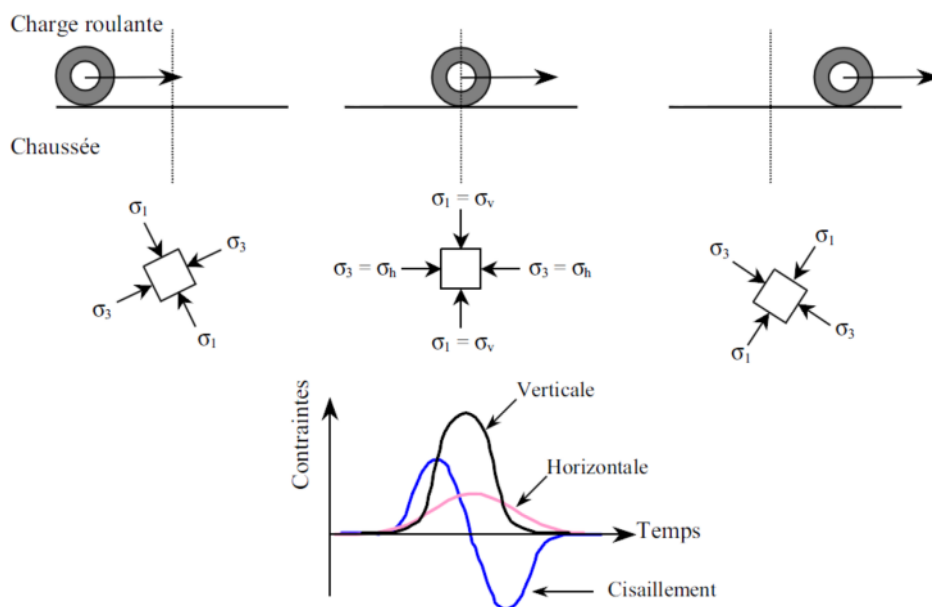 Charge roulante
Chaussée
σ1
σ3
σ3
σ1
σ1 = σv
σ3 = σh
σ3 = σh
σ1 = σv
σ3
σ1
σ1
σ3
Contraintes
Verticale
Horizontale
Temps
Cisaillement